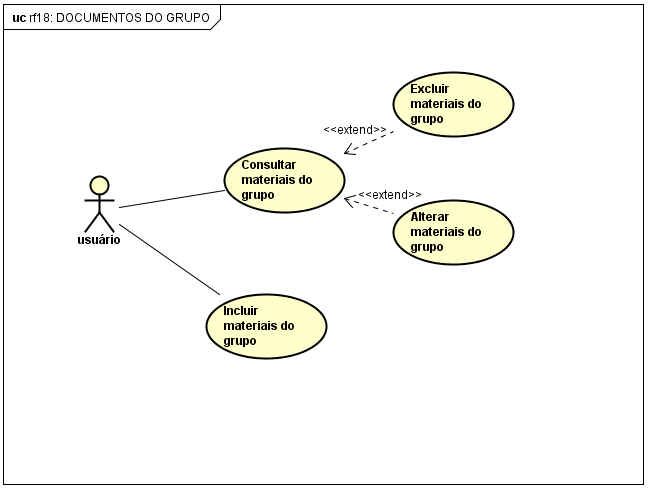 uc rf18: DOCUMENTOS DO GRUPO
Excluir
materiais do
grupo
<<extend>>
Consultar
materiais do
grupo
<<extend>>
Alterar
materiais do
grupo
usuário
Incluir
materiais do
grupo